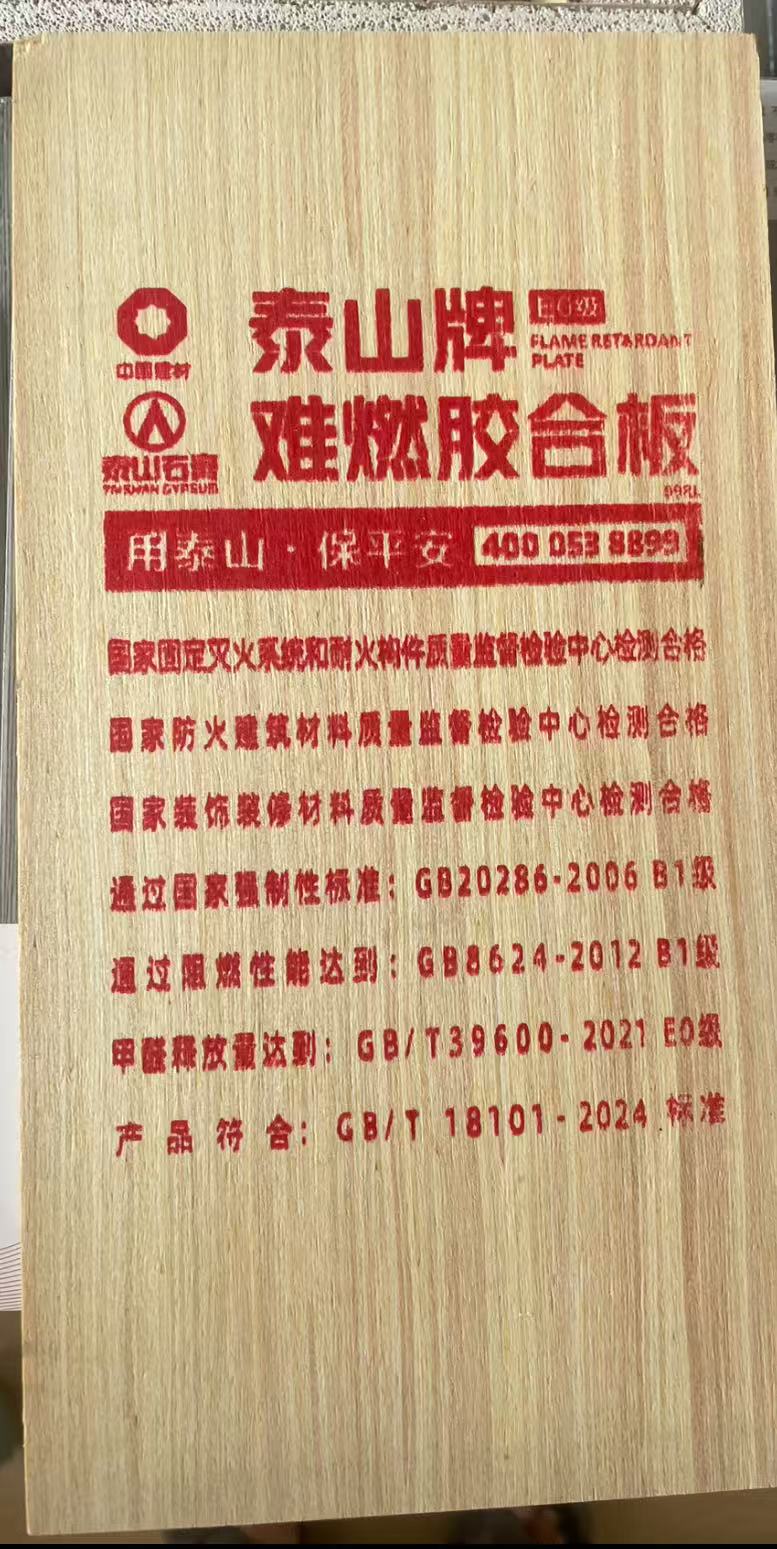 中国建材
泰山石膏
TAISHAN GYPSUM
泰山牌
E0级
FLAME RETARDANT
PLATE
难燃胶合板
用泰山·保平安 400 053 8899
国家固定灭火系统和耐火构件质量监督检验中心检测合格
国家防火建筑材料质量监督检验中心检测合格
国家装饰装修材料质量监督检验中心检测合格
通过国家强制性标准：GB20286-2006 B1级
通过阻燃性能达到：GB8624-2012 B1级
甲醛释放量达到：GB/T39600-2021 E0级
产品符合：GB/T 18101-2024 标准